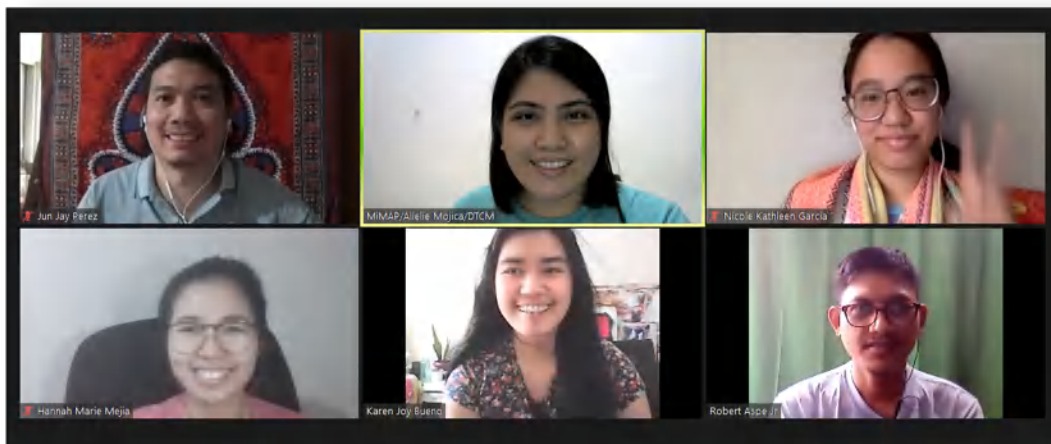 Jun Jay Perez
MiMAP/Allelie Mojica/DTCM
Nicole Kathleen Garcia
Hannah Marie Mejia
Karen Joy Bueno
Robert Aspe Jr